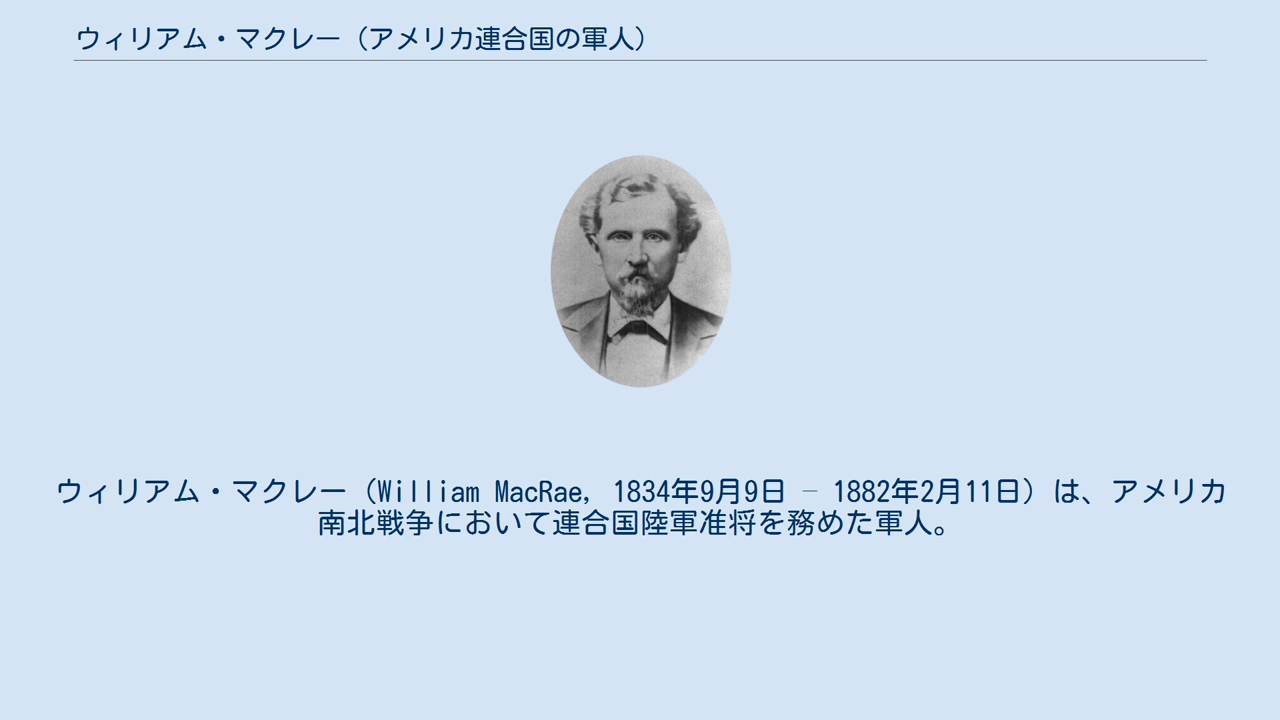 ウィリアム・マクレー（アメリカ連合国の軍人）
ウィリアム・マクレー（William MacRae, 1834年9月9日 – 1882年2月11日）は、アメリカ
南北戦争において連合国陸軍准将を務めた軍人。